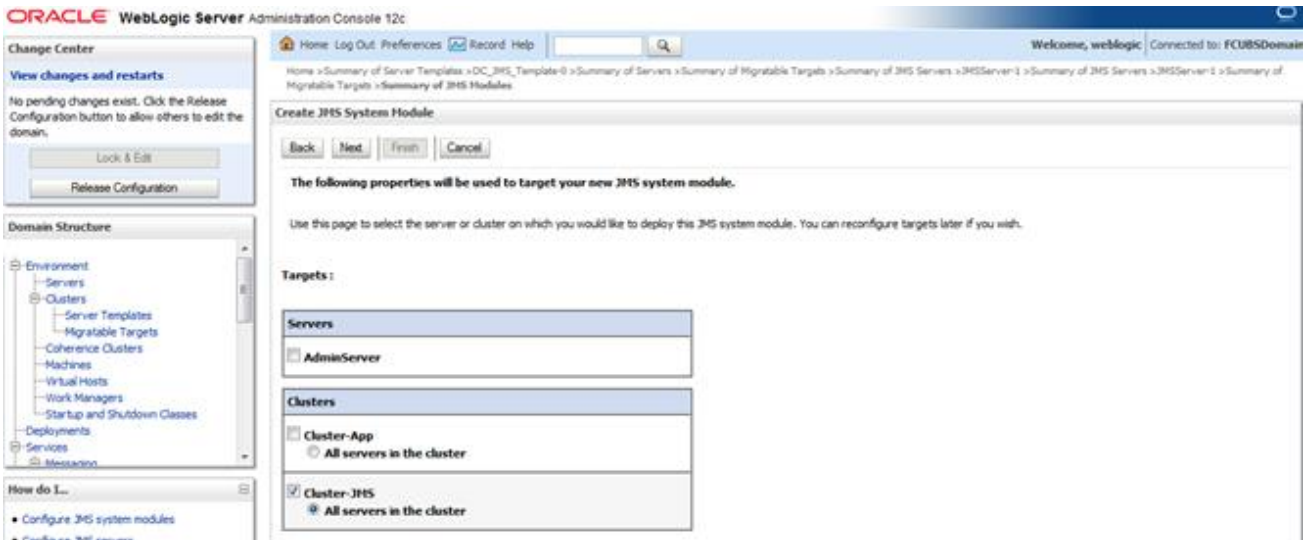 ORACLE WebLogic Server Administration Console 12c
Change Center
View changes and restarts
No pending changes exist. Click the Release
Configuration button to allow others to edit the
domain.
Lock & Edit
Release Configuration
Domain Structure
Environment
Servers
Clusters
Server Templates
Migratable Targets
Coherence Clusters
Machines
Virtual Hosts
Work Managers
Startup and Shutdown Classes
Deployments
Services
Messaging
How do I...
Configure JMS system modules
Configure JMS servers
Home Log Out Preferences Record Help
Welcome, weblogic Connected to: FCUBSDomain
Home >Summary of Server Templates >DC_JMS_Template-0 >Summary of Servers >Summary of Migratable Targets >Summary of JMS Servers >JMSServer-1 >Summary of JMS Servers >JMSServer-1 >Summary of
Migratable Targets >Summary of JMS Modules
Create JMS System Module
Back Next Finish Cancel
The following properties will be used to target your new JMS system module.
Use this page to select the server or cluster on which you would like to deploy this JMS system module. You can reconfigure targets later if you wish.
Targets :
Servers
AdminServer
Clusters
Cluster-App
All servers in the cluster
Cluster-JMS
All servers in the cluster